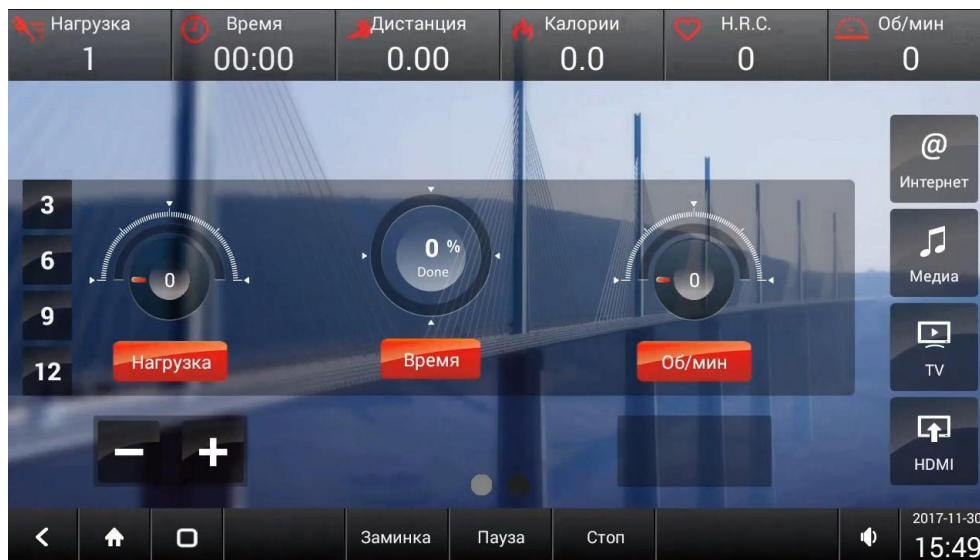 Нагрузка
1
Время
00:00
Дистанция
0.00
Калории
0.0
H.R.C.
0
Об/мин
0
3
6
9
12
0
Нагрузка
0 %
Done
Время
0
Об/мин
@
Интернет
Медиа
TV
HDMI
Заминка
Пауза
Стоп
2017-11-30
15:49